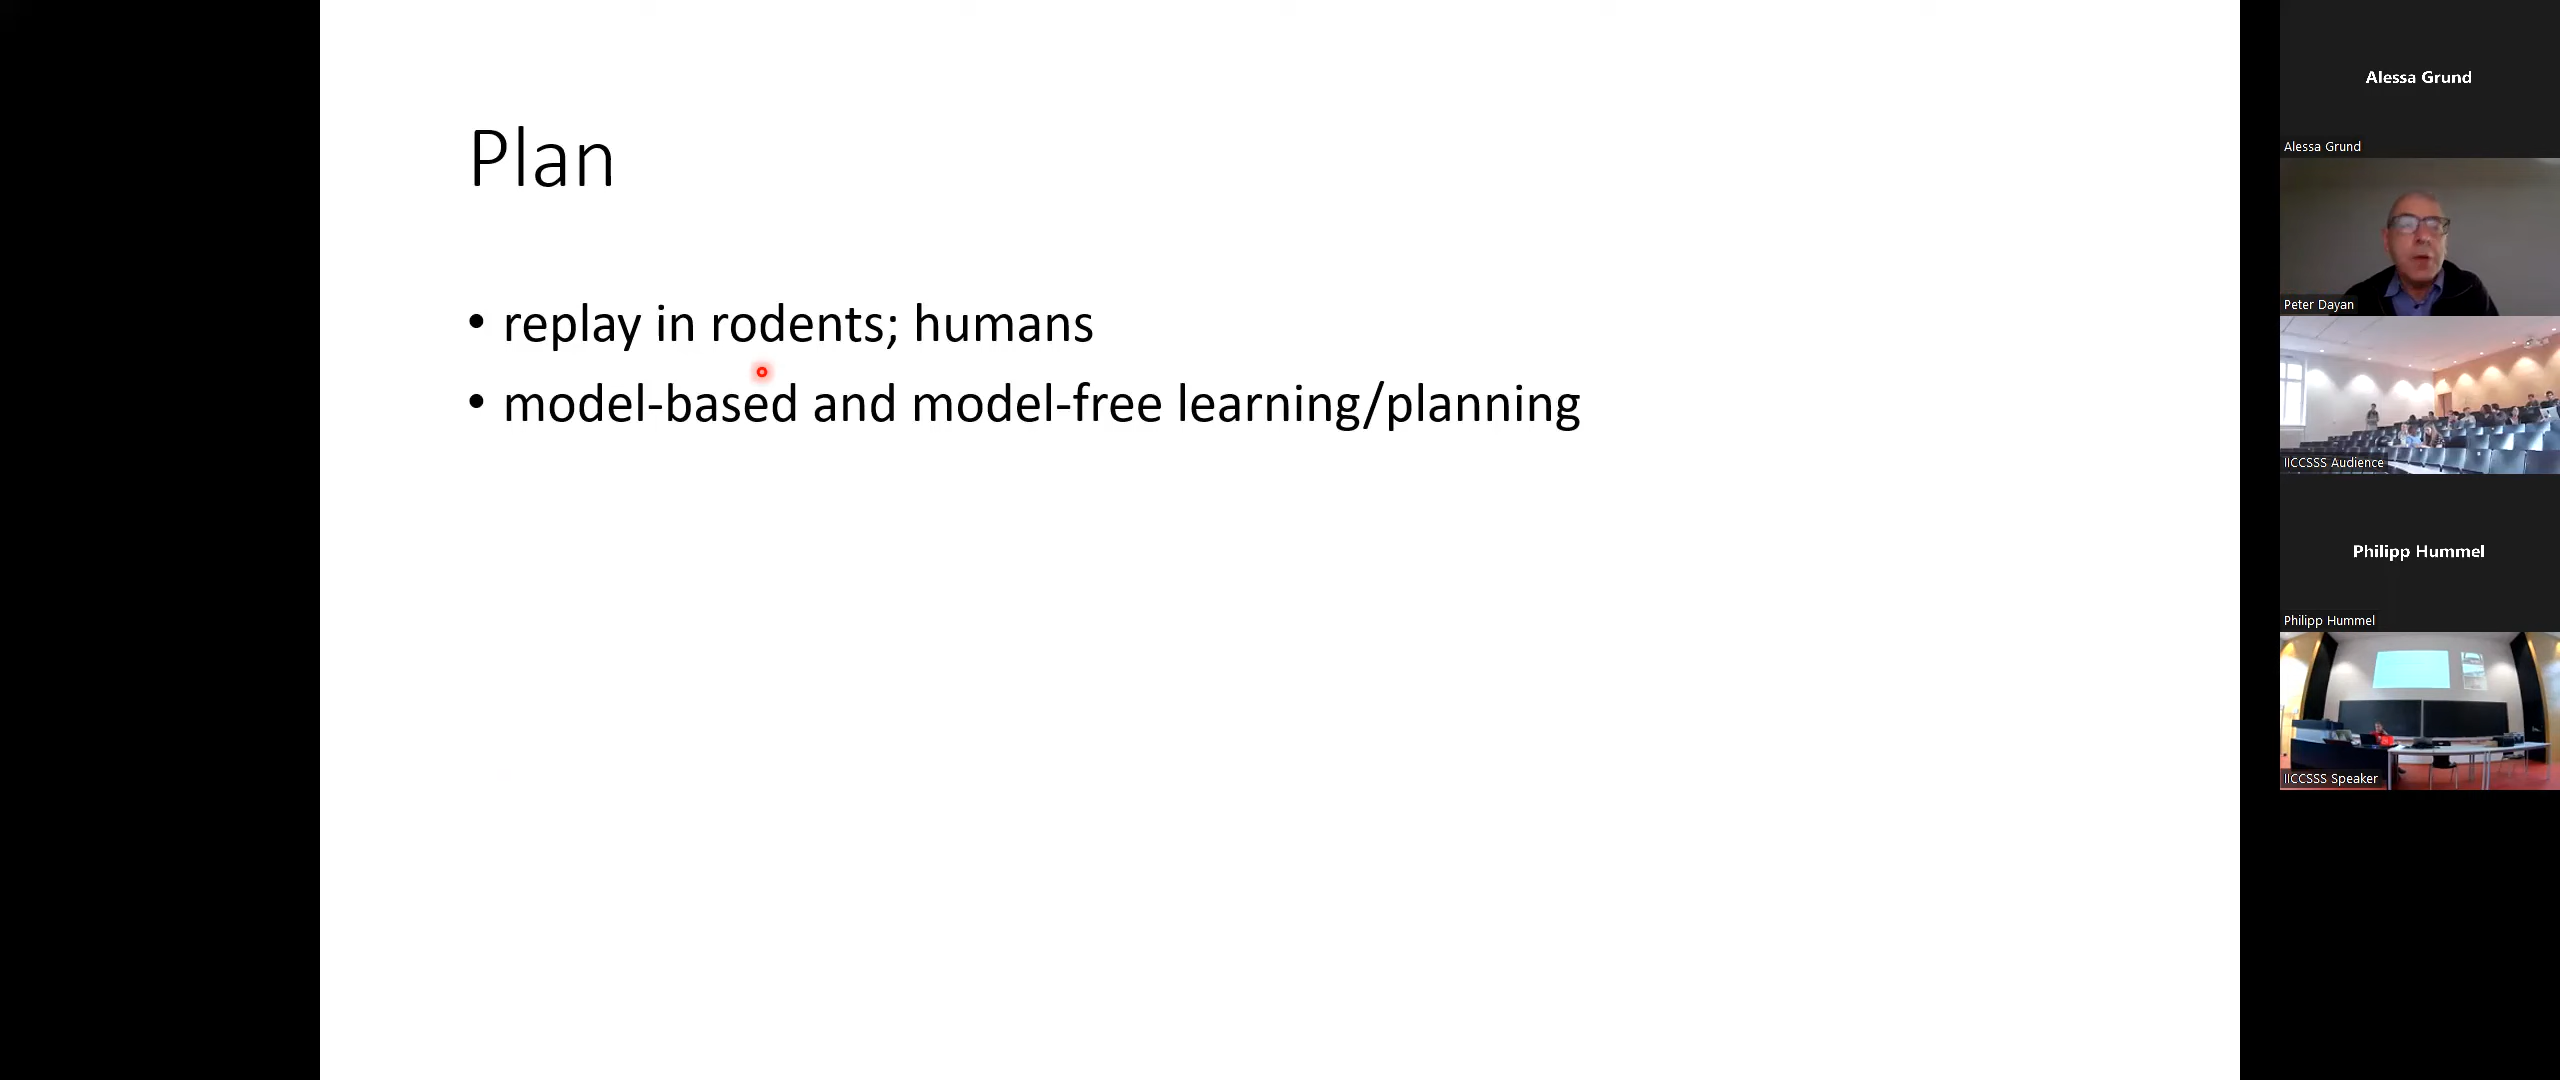 Plan
• replay in rodents; humans
• model-based and model-free learning/planning
Alessa Grund
Alessa Grund
Peter Dayan
IICCSSS Audience
Philipp Hummel
Philipp Hummel
IICCSSS Speaker